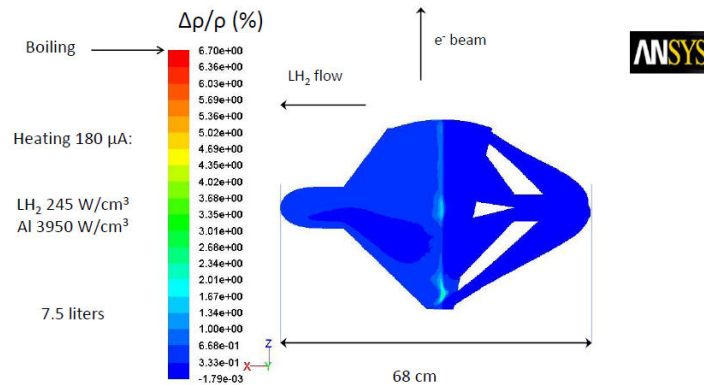 Δρ/ρ (%)
Boiling
e⁻ beam
ANSYS
LH₂ flow
Heating 180 µA:
LH₂ 245 W/cm³
Al 3950 W/cm³
7.5 liters
6.70e+00
6.36e+00
6.03e+00
5.69e+00
5.36e+00
5.02e+00
4.69e+00
4.35e+00
4.02e+00
3.68e+00
3.35e+00
3.01e+00
2.68e+00
2.34e+00
2.01e+00
1.67e+00
1.34e+00
1.00e+00
6.68e-01
3.33e-01
-1.79e-03
Z
X
Y
68 cm